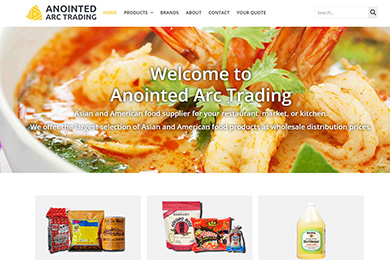 ANOINTED
ARC TRADING
HOME PRODUCTS BRANDS ABOUT CONTACT YOUR QUOTE
Search...
Welcome to
Anointed Arc Trading
Asian and American food supplier for your restaurant, market, or kitchen.
We offer the largest selection of Asian and American food products at wholesale distribution prices.